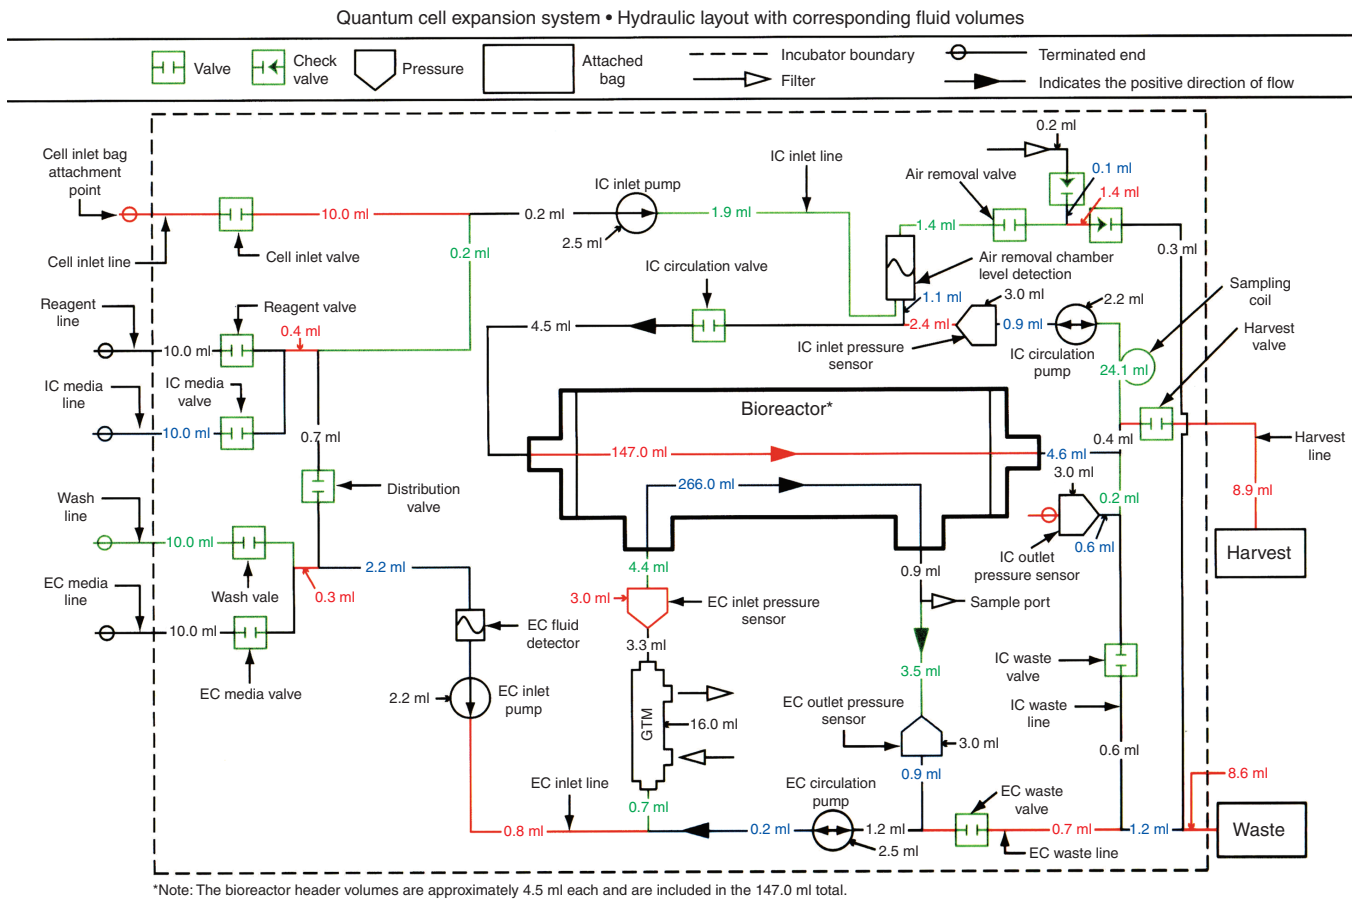 Quantum cell expansion system • Hydraulic layout with corresponding fluid volumes
Valve
Check
valve
Pressure
Attached
bag
Incubator boundary
Filter
Terminated end
Indicates the positive direction of flow
Cell inlet bag
attachment
point
Cell inlet line
10.0 ml
Cell inlet valve
0.2 ml
0.2 ml
IC inlet pump
2.5 ml
1.9 ml
IC inlet line
Air removal valve
1.4 ml
0.2 ml
0.1 ml
1.4 ml
0.3 ml
Air removal chamber
level detection
Sampling
coil
Harvest
valve
IC circulation valve
4.5 ml
1.1 ml
2.4 ml
3.0 ml
IC inlet pressure
sensor
0.9 ml
2.2 ml
IC circulation
pump
24.1 ml
Reagent
line
Reagent valve
0.4 ml
10.0 ml
IC media
line
IC media
valve
10.0 ml
0.7 ml
Distribution
valve
Bioreactor*
147.0 ml
266.0 ml
4.6 ml
0.4 ml
Harvest
line
8.9 ml
Harvest
3.0 ml
0.2 ml
0.6 ml
IC outlet
pressure sensor
Wash
line
10.0 ml
Wash vale
0.3 ml
2.2 ml
EC media
line
10.0 ml
EC media valve
EC fluid
detector
2.2 ml
EC inlet
pump
4.4 ml
3.0 ml
EC inlet pressure
sensor
3.3 ml
GTM
16.0 ml
0.7 ml
0.9 ml
Sample port
3.5 ml
EC outlet pressure
sensor
3.0 ml
0.9 ml
IC waste
valve
IC waste
line
0.6 ml
EC inlet line
0.8 ml
0.2 ml
EC circulation
pump
1.2 ml
2.5 ml
EC waste
valve
0.7 ml
EC waste line
1.2 ml
8.6 ml
Waste
*Note: The bioreactor header volumes are approximately 4.5 ml each and are included in the 147.0 ml total.